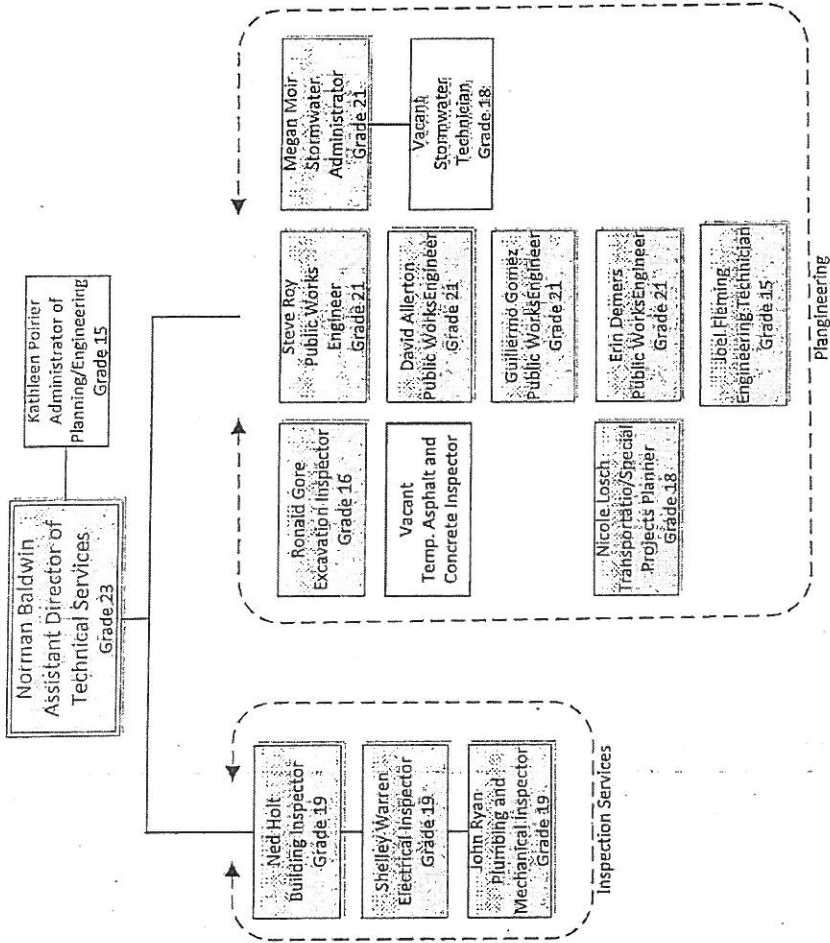 Norman Baldwin
Assistant Director of
Technical Services
Grade 23
Kathleen Poirier
Administrator of
Planning/Engineering
Grade 15
Ned Holt
Building Inspector
Grade 19
Shelley Warren
Electrical Inspector
Grade 19
John Ryan
Plumbing and
Mechanical Inspector
Grade 19
Inspection Services
Ronald Gore
Excavation Inspector
Grade 16
Vacant
Temp. Asphalt and
Concrete Inspector
Nicole Losch
Transportatio/Special
Projects Planner
Grade 18
Steve Roy
Public Works
Engineer
Grade 21
David Allerton
Public WorksEngineer
Grade 21
Guillermo Gomez
Public WorksEngineer
Grade 21
Erin Demers
Public WorksEngineer
Grade 21
Joel Fleming
Engineering Technician
Grade 15
Megan Moir
Stormwater
Administrator
Grade 21
Vacant
Stormwater
Technician
Grade 18
Plangineering